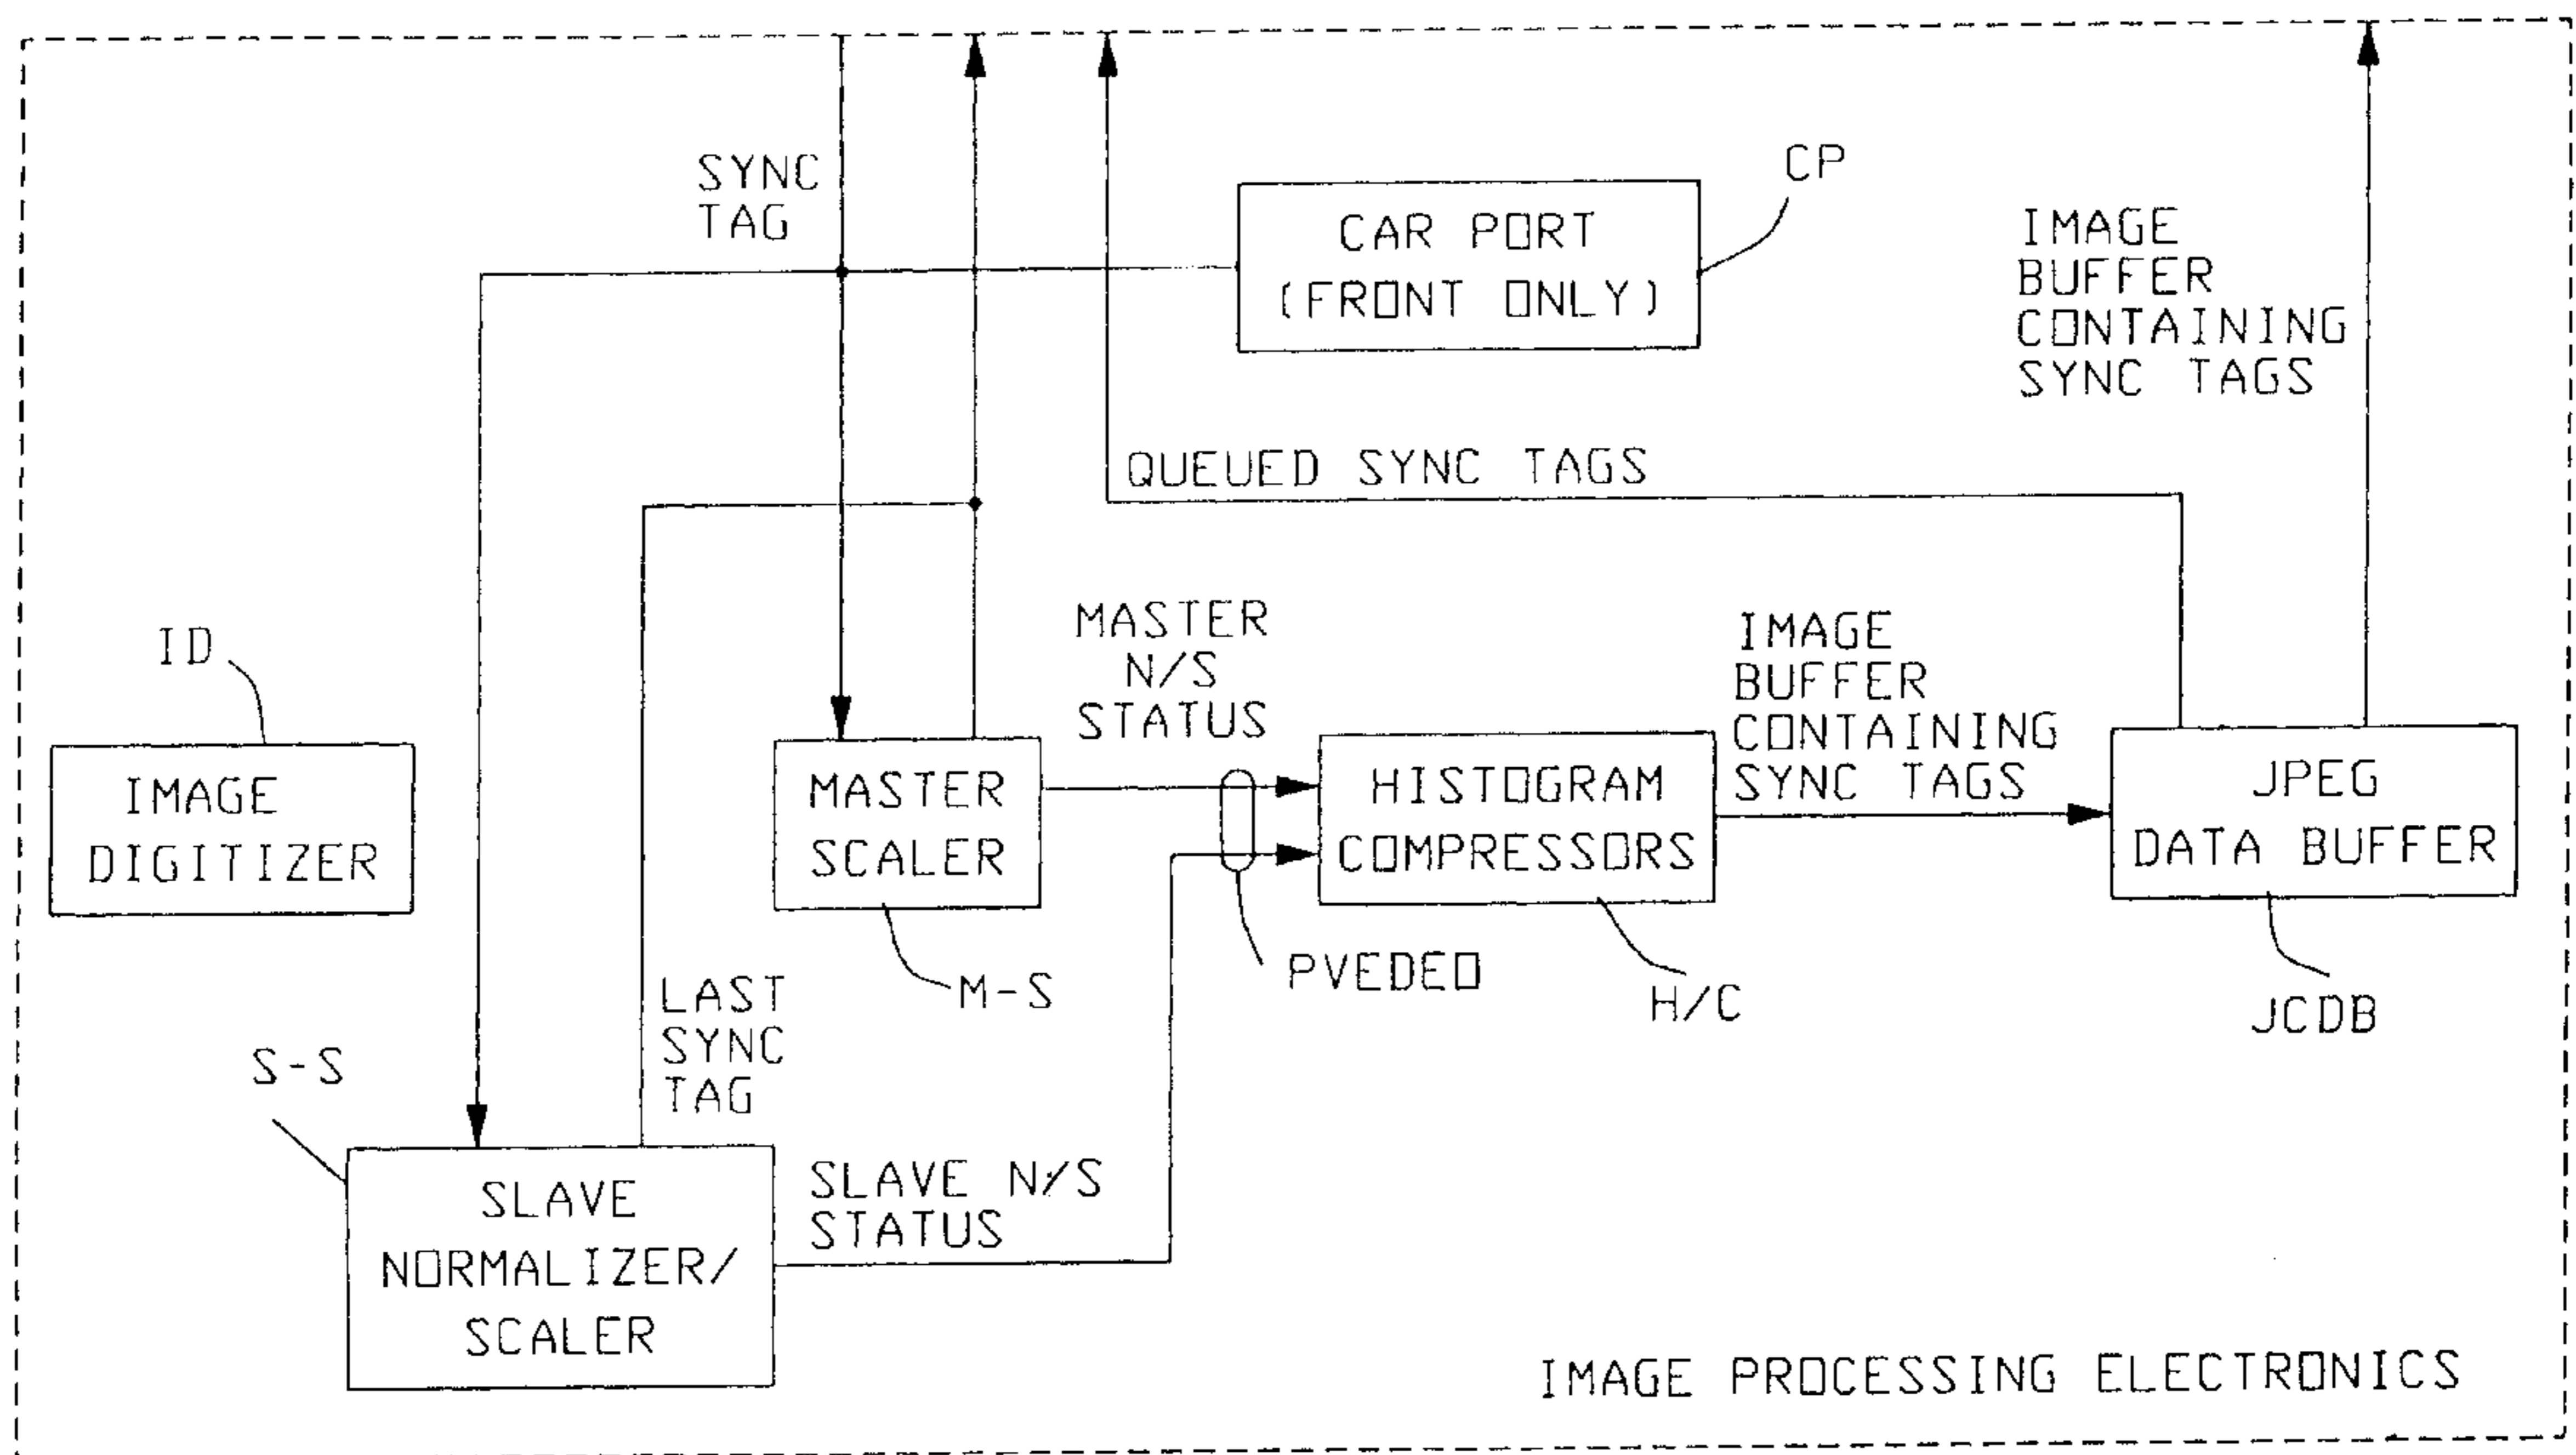 SYNC
TAG
CP
CAR PORT
(FRONT ONLY)
IMAGE
BUFFER
CONTAINING
SYNC TAGS
QUEUED SYNC TAGS
ID
IMAGE
DIGITIZER
MASTER
N/S
STATUS
MASTER
SCALER
M-S
HISTOGRAM
COMPRESSORS
PVEDEO
H/C
IMAGE
BUFFER
CONTAINING
SYNC TAGS
JPEG
DATA BUFFER
JCDB
LAST
SYNC
TAG
S-S
SLAVE
NORMALIZER/
SCALER
SLAVE N/S
STATUS
IMAGE PROCESSING ELECTRONICS